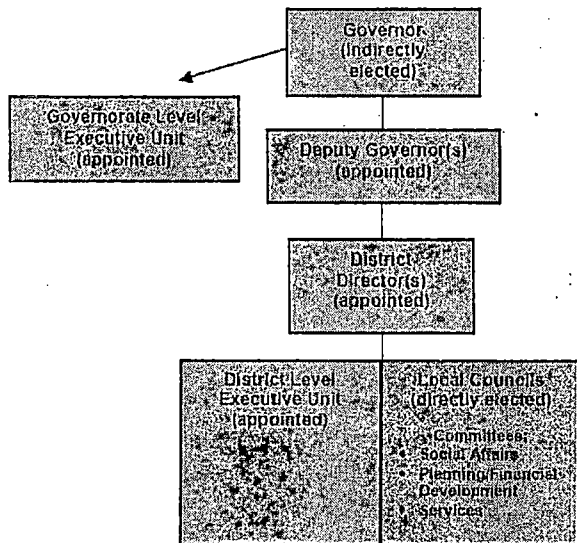 Governor
(Indirectly
elected)
Governorate Level
Executive Unit
(appointed)
Deputy Governor(s)
(appointed)
District
Director(s)
(appointed)
District Level
Executive Unit
(appointed)
Local Councils
(directly elected)
Committees:
Social Affairs
Planning/Financial
Development
Services